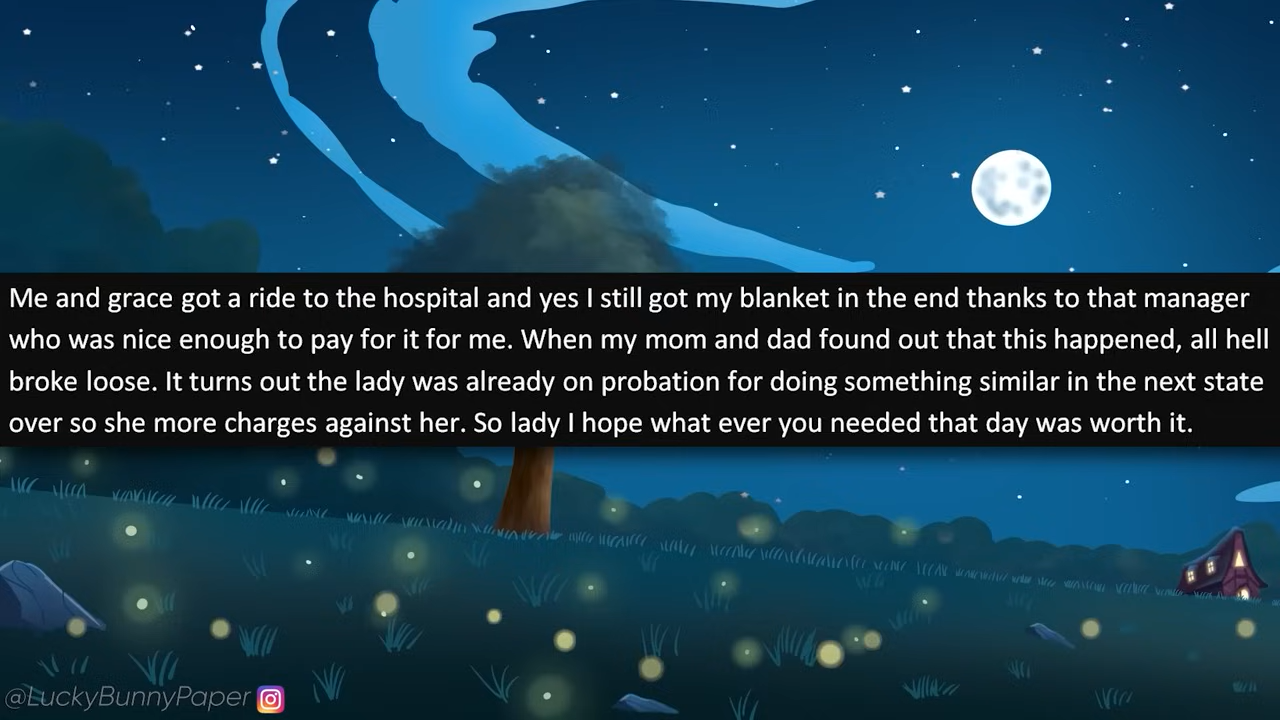 Me and grace got a ride to the hospital and yes I still got my blanket in the end thanks to that manager
who was nice enough to pay for it for me. When my mom and dad found out that this happened, all hell
broke loose. It turns out the lady was already on probation for doing something similar in the next state
over so she more charges against her. So lady I hope what ever you needed that day was worth it.
@LuckyBunnyPaper